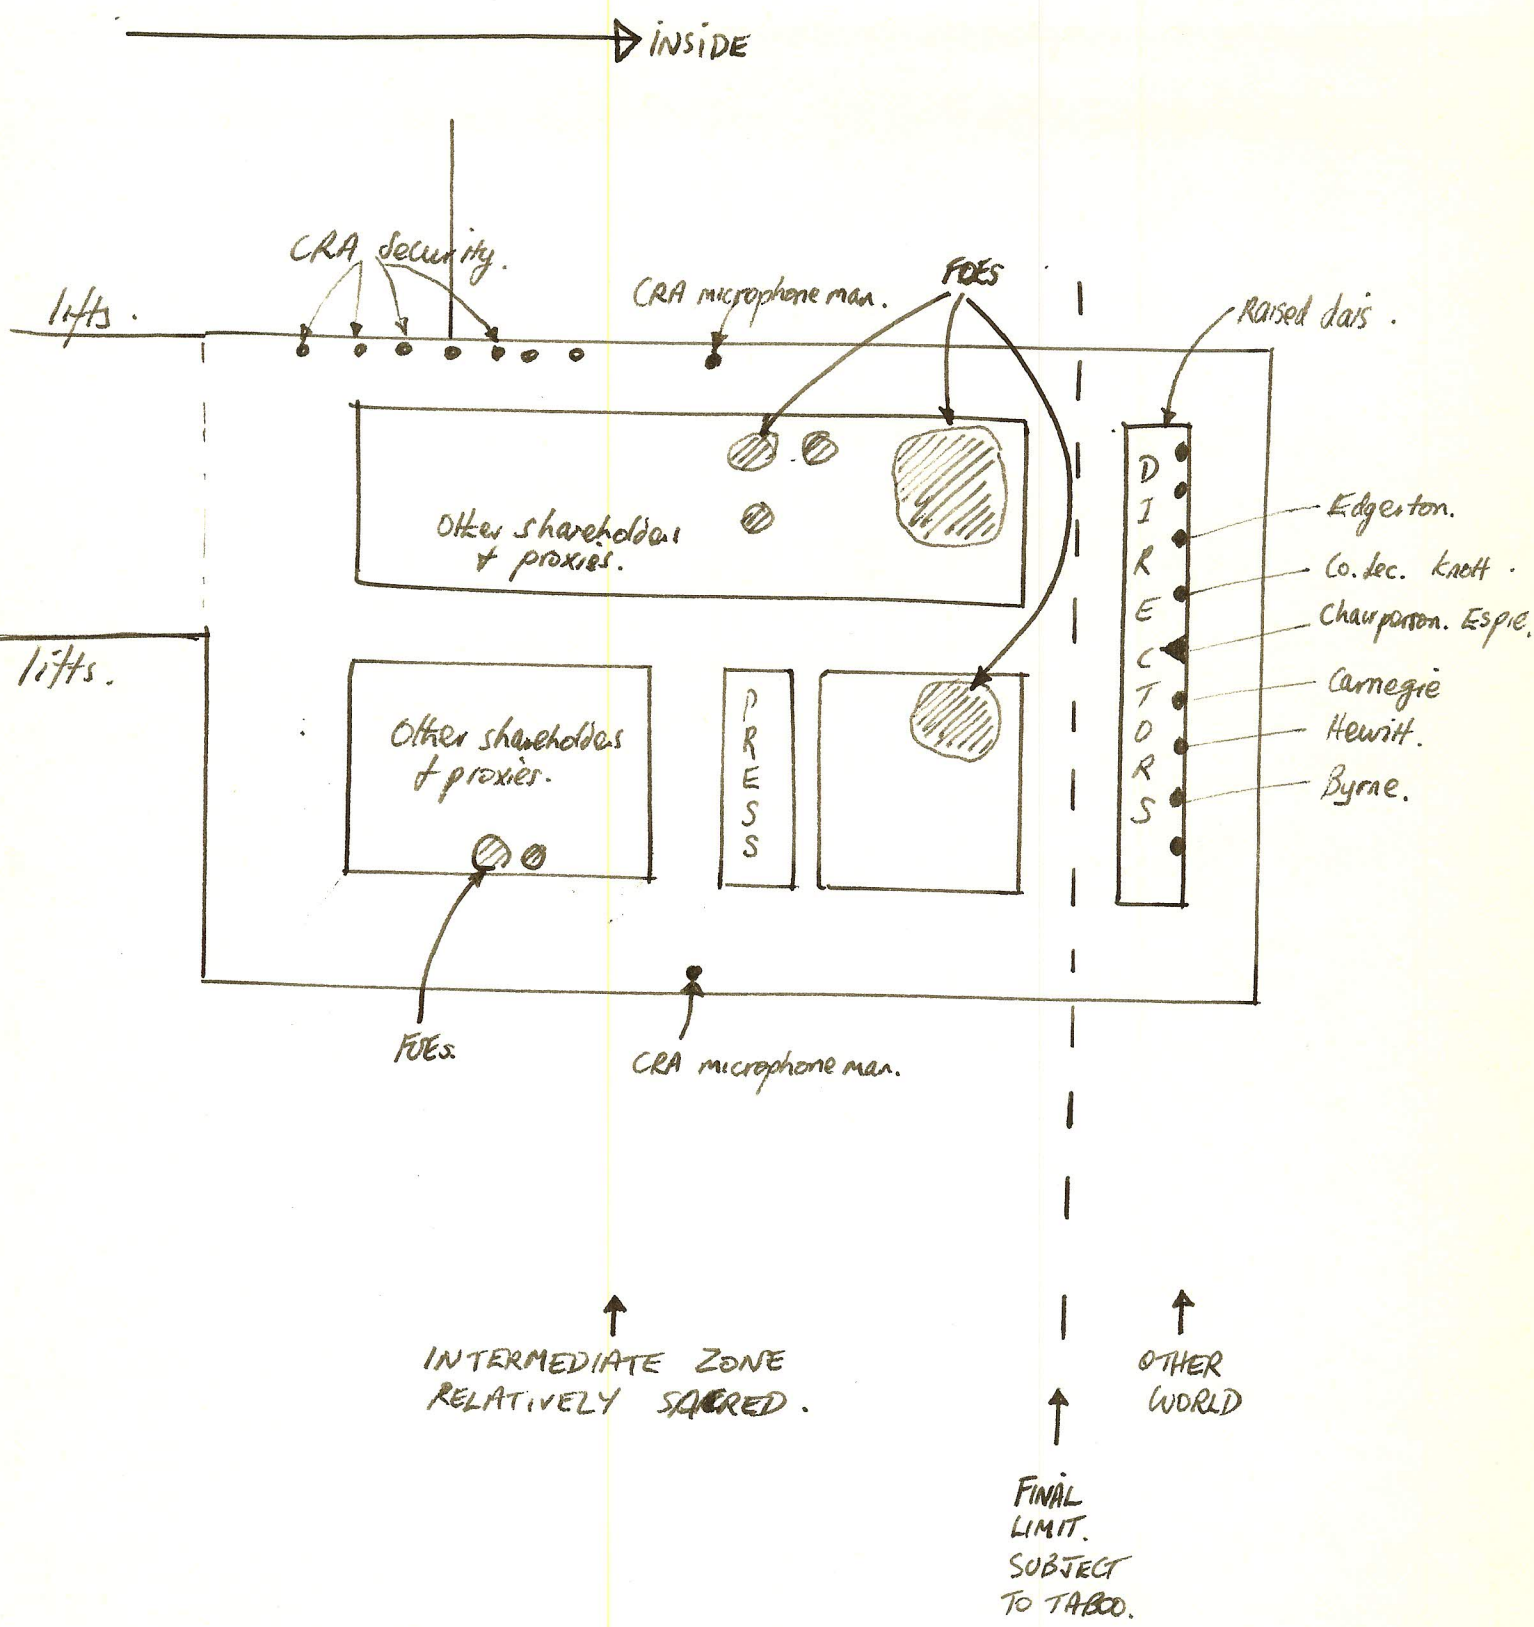 INSIDE
CRA Security.
lifts.
CRA microphone man.
FOEs
Raised dais.
Other shareholders
+ proxies.
DIRECTORS
Edgerton.
Co. Sec. Knott.
Chairperson. Espie.
Carnegie
Hewitt.
Byrne.
lifts.
Other shareholders
+ proxies.
PRESS
FOEs.
CRA microphone man.
INTERMEDIATE ZONE
RELATIVELY SACRED.
OTHER
WORLD
FINAL
LIMIT.
SUBJECT
TO TABOO.